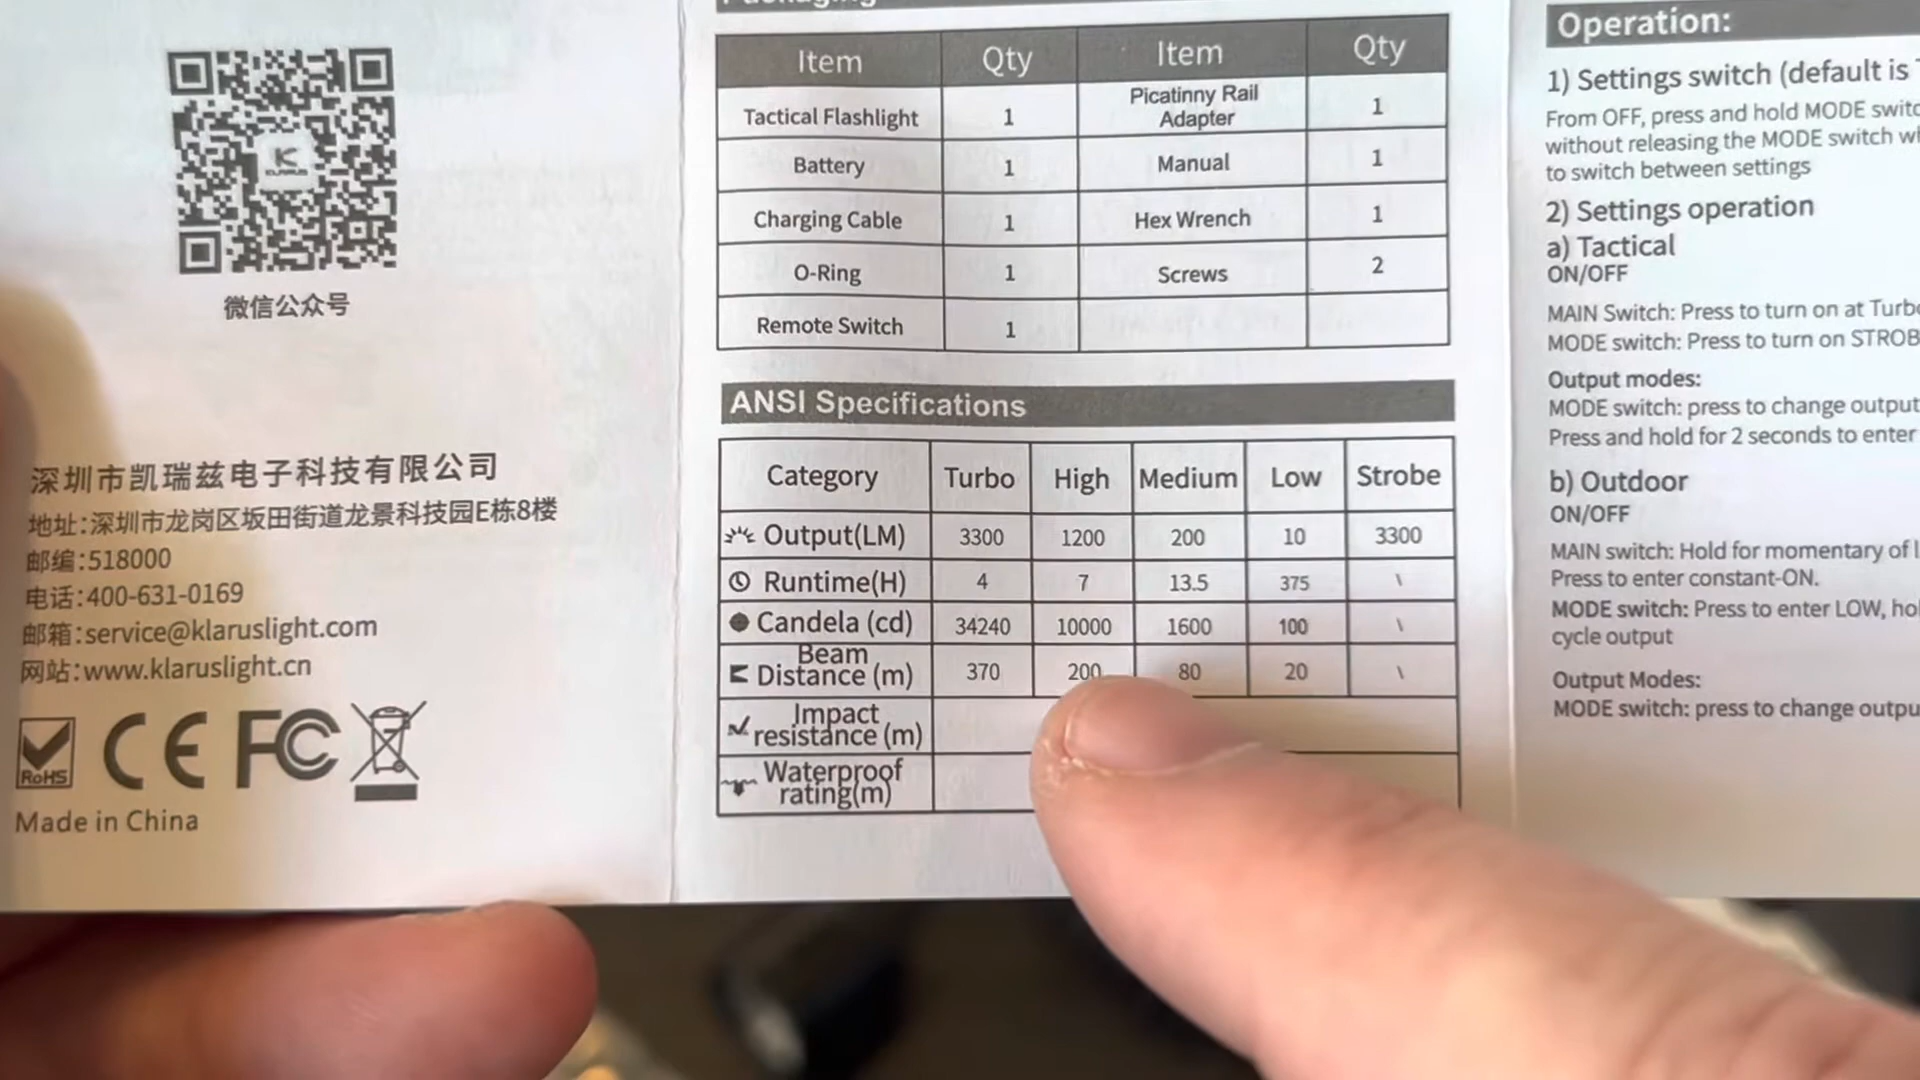 微信公众号
深圳市凯瑞兹电子科技有限公司
地址:深圳市龙岗区坂田街道龙景科技园E栋8楼
邮编:518000
电话:400-631-0169
邮箱:service@klaruslight.com
网站:www.klaruslight.cn
RoHS CE FC
Made in China
Packaging
Item Qty Item Qty
Tactical Flashlight 1 Picatinny Rail Adapter 1
Battery 1 Manual 1
Charging Cable 1 Hex Wrench 1
O-Ring 1 Screws 2
Remote Switch 1
ANSI Specifications
Category Turbo High Medium Low Strobe
Output(LM) 3300 1200 200 10 3300
Runtime(H) 4 7 13.5 375 \
Candela (cd) 34240 10000 1600 100 \
Beam Distance (m) 370 200 80 20 \
Impact resistance (m)
Waterproof rating(m)
Operation:
1) Settings switch (default is
From OFF, press and hold MODE
without releasing the MODE switch
to switch between settings
2) Settings operation
a) Tactical
ON/OFF
MAIN Switch: Press to turn on at
MODE switch: Press to turn on
Output modes:
MODE switch: press to change output
Press and hold for 2 seconds to enter
b) Outdoor
ON/OFF
MAIN switch: Hold for momentary of
Press to enter constant-ON.
MODE switch: Press to enter LOW,
cycle output
Output Modes:
MODE switch: press to change